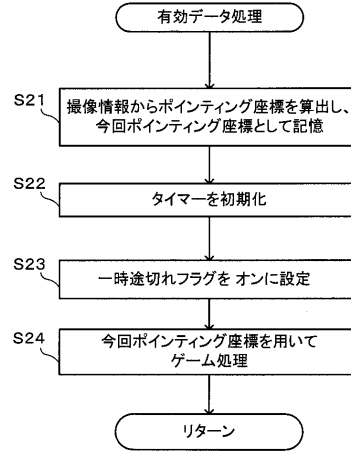 有効データ処理
S21
撮像情報からポインティング座標を算出し、
今回ポインティング座標として記憶
S22
タイマーを初期化
S23
一時途切れフラグを オンに設定
S24
今回ポインティング座標を用いて
ゲーム処理
リターン